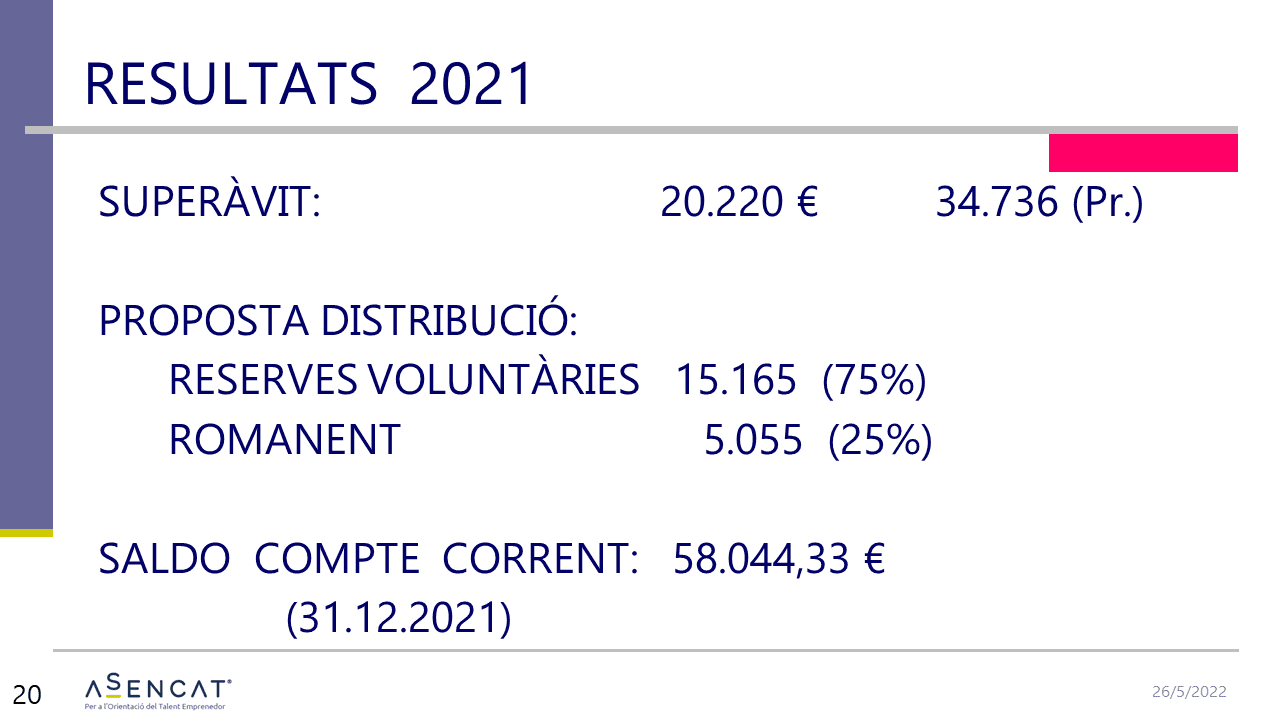 RESULTATS 2021
SUPERÀVIT: 20.220 € 34.736 (Pr.)
PROPOSTA DISTRIBUCIÓ:
RESERVES VOLUNTÀRIES 15.165 (75%)
ROMANENT 5.055 (25%)
SALDO COMPTE CORRENT: 58.044,33 €
(31.12.2021)
20
ASENCAT®
Per a l'Orientació del Talent Emprenedor
26/5/2022